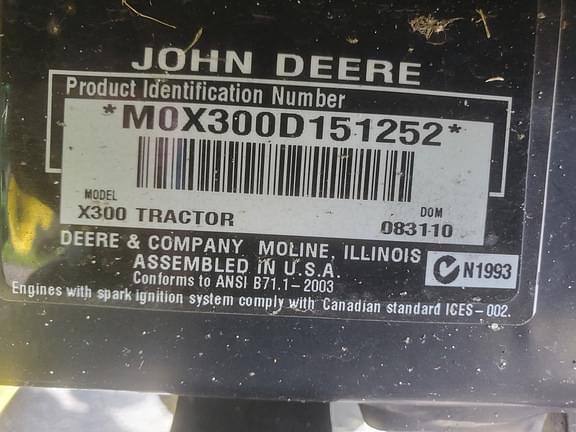 JOHN DEERE
Product Identification Number
*M0X300D151252*
MODEL DOM
X300 TRACTOR 083110
DEERE & COMPANY MOLINE, ILLINOIS
ASSEMBLED IN U.S.A.
Conforms to ANSI B71.1-2003
N1993
Engines with spark ignition system comply with Canadian standard ICES-002.